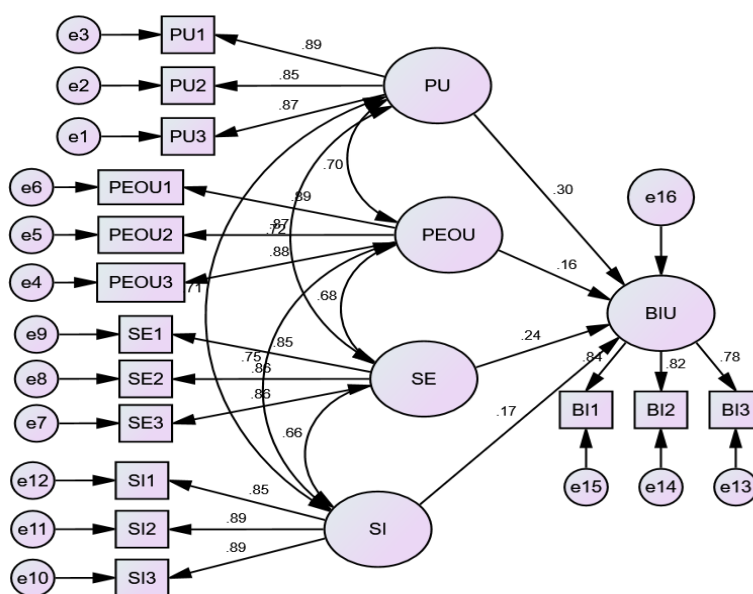 e3 PU1 .89
e2 PU2 .85 PU
e1 PU3 .87
.70
e6 PEOU1 .89 .30 e16
e5 PEOU2 .87 .72 PEOU
e4 PEOU3 .88 .71 .16
.68 BIU
e9 SE1 .85 .24
e8 SE2 .75 .86 SE .84 .82 .78
e7 SE3 .86 BI1 BI2 BI3
.66 .17
e12 SI1 .85 e15 e14 e13
e11 SI2 .89 SI
e10 SI3 .89